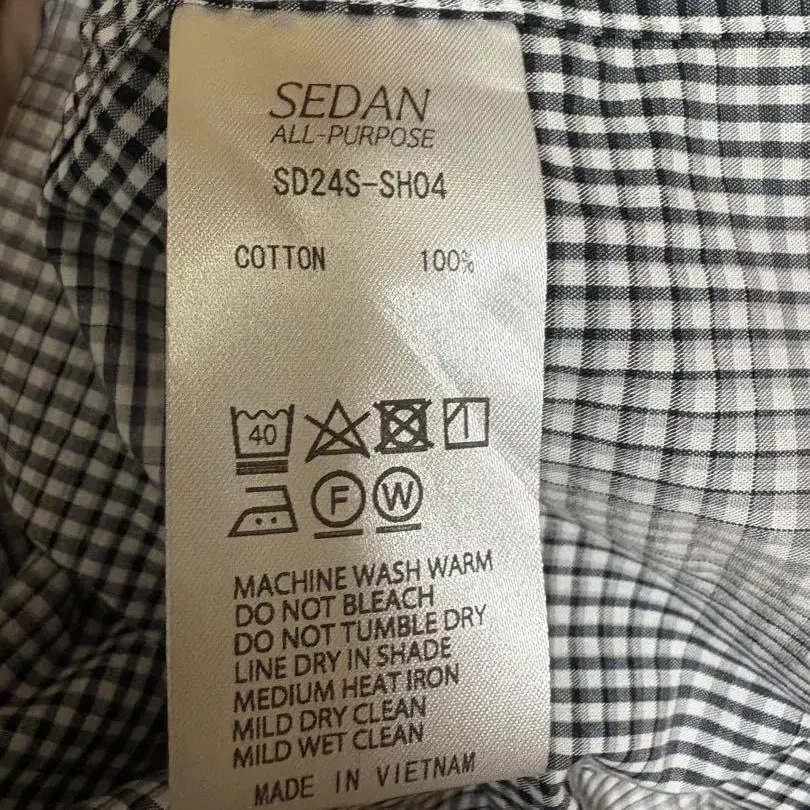 SEDAN
ALL-PURPOSE
SD24S-SH04
COTTON 100%
40
F W
MACHINE WASH WARM
DO NOT BLEACH
DO NOT TUMBLE DRY
LINE DRY IN SHADE
MEDIUM HEAT IRON
MILD DRY CLEAN
MILD WET CLEAN
MADE IN VIETNAM